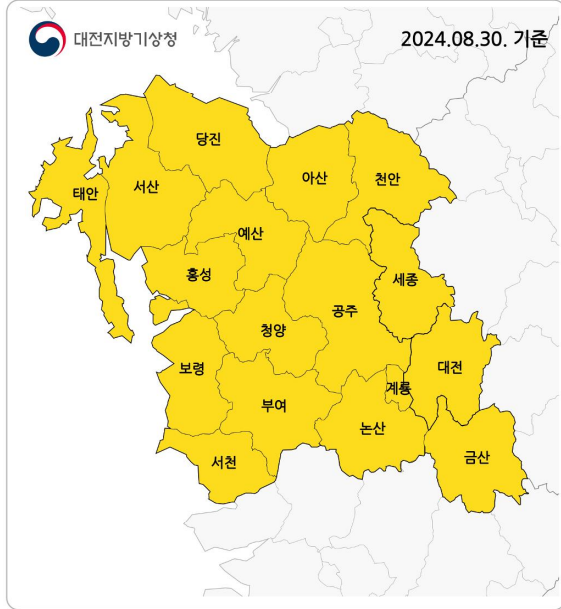 대전지방기상청
2024.08.30. 기준
당진
아산
천안
태안
서산
예산
홍성
세종
공주
청양
보령
대전
계룡
부여
논산
서천
금산